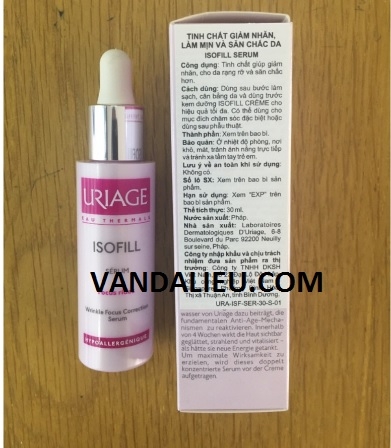 URIAGE
EAU THERMALE
ISOFILL
SÉRUM
FOCUS RIDES
Wrinkle Focus Correction
Serum
HYPOALLERGÉNIQUE
TINH CHẤT GIẢM NHĂN,
LÀM MỊN VÀ SĂN CHẮC DA
ISOFILL SERUM
Công dụng: Tinh chất giúp giảm
nhăn, cho da rạng rỡ và săn chắc
hơn.
Cách dùng: Dùng sau bước làm
sạch, cân bằng da và dùng trước
kem dưỡng ISOFILL CRÈME cho
hiệu quả tối đa. Có thể dùng cho
mục đích chăm sóc đặc biệt hoặc
dùng sau phẫu thuật.
Thành phần: Xem trên bao bì.
Bảo quản: Ở nhiệt độ phòng, nơi
khô, mát, tránh ánh nắng trực tiếp
và tránh xa tầm tay trẻ em.
Lưu ý về an toàn khi sử dụng:
Không có.
Số lô SX: Xem trên bao bì sản
phẩm.
Hạn sử dụng: Xem "EXP" trên
bao bì sản phẩm.
Thể tích thực: 30 ml.
Nước sản xuất: Pháp.
Nhà sản xuất: Laboratoires
Dermatologiques D'Uriage, 6-8
Boulevard du Parc 92200 Neuilly
sur/seine, Pháp.
Công ty nhập khẩu và chịu trách
nhiệm đưa sản phẩm ra thị
trường: Công ty TNHH DKSH
VANDALIEU.COM
Thị xã Thuận An, tỉnh Bình Dương.
URA-ISF-SER-30-S-01
wasser von Uriage dazu beiträgt, die
fundamentalen Anti-Age-Mecha-
nismen zu reaktivieren. Innerhalb
von 4 Wochen wirkt die Haut sichtbar
geglättet, strahlend und vitalisiert -
als hätte sie neue Energie getankt.
Um maximale Wirksamkeit zu
erzielen, wird dieses doppelt
konzentrierte Serum vor der Creme
aufgetragen.